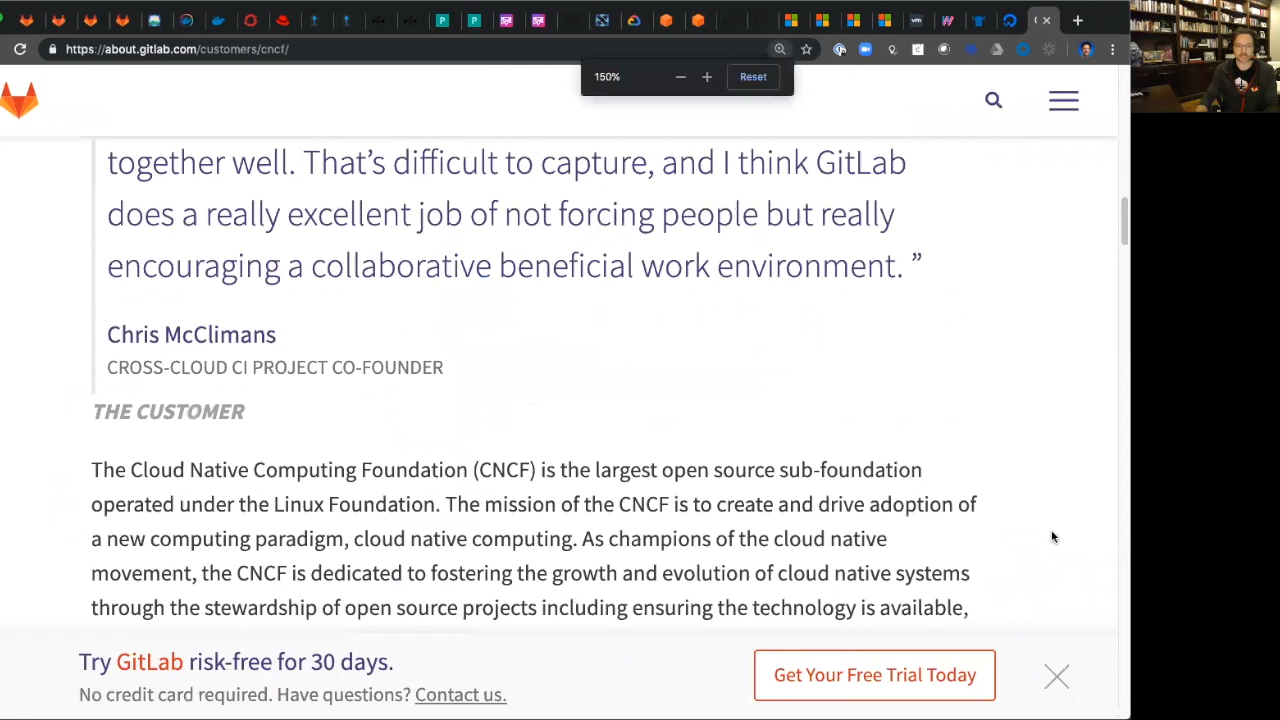 https://about.gitlab.com/customers/cncf/
150%
Reset
together well. That’s difficult to capture, and I think GitLab
does a really excellent job of not forcing people but really
encouraging a collaborative beneficial work environment. ”
Chris McClimans
CROSS-CLOUD CI PROJECT CO-FOUNDER
THE CUSTOMER
The Cloud Native Computing Foundation (CNCF) is the largest open source sub-foundation
operated under the Linux Foundation. The mission of the CNCF is to create and drive adoption of
a new computing paradigm, cloud native computing. As champions of the cloud native
movement, the CNCF is dedicated to fostering the growth and evolution of cloud native systems
through the stewardship of open source projects including ensuring the technology is available,
Try GitLab risk-free for 30 days.
No credit card required. Have questions? Contact us.
Get Your Free Trial Today